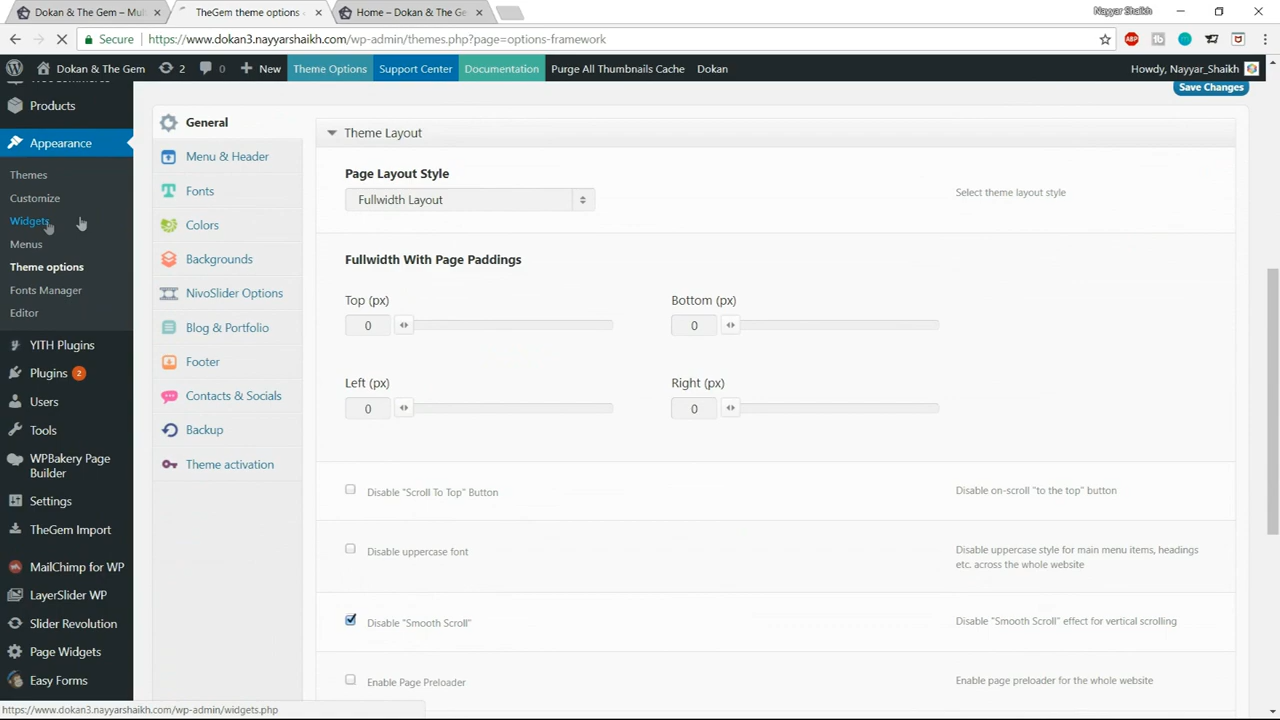 Dokan & The Gem – Mul
TheGem theme options
Home – Dokan & The Ge
Nayyar Shaikh
Secure
https://www.dokan3.nayyarshaikh.com/wp-admin/themes.php?page=options-framework
ABP
Dokan & The Gem
2
0
New
Theme Options
Support Center
Documentation
Purge All Thumbnails Cache
Dokan
Howdy, Nayyar_Shaikh
Save Changes
Products
Appearance
Themes
Customize
Widgets
Menus
Theme options
Fonts Manager
Editor
YITH Plugins
Plugins 2
Users
Tools
WPBakery Page
Builder
Settings
TheGem Import
MailChimp for WP
LayerSlider WP
Slider Revolution
Page Widgets
Easy Forms
General
Menu & Header
Fonts
Colors
Backgrounds
NivoSlider Options
Blog & Portfolio
Footer
Contacts & Socials
Backup
Theme activation
Theme Layout
Page Layout Style
Fullwidth Layout
Select theme layout style
Fullwidth With Page Paddings
Top (px)
Bottom (px)
0
0
Left (px)
Right (px)
0
0
Disable "Scroll To Top" Button
Disable on-scroll "to the top" button
Disable uppercase font
Disable uppercase style for main menu items, headings
etc. across the whole website
Disable "Smooth Scroll"
Disable "Smooth Scroll" effect for vertical scrolling
Enable Page Preloader
Enable page preloader for the whole website
https://www.dokan3.nayyarshaikh.com/wp-admin/widgets.php